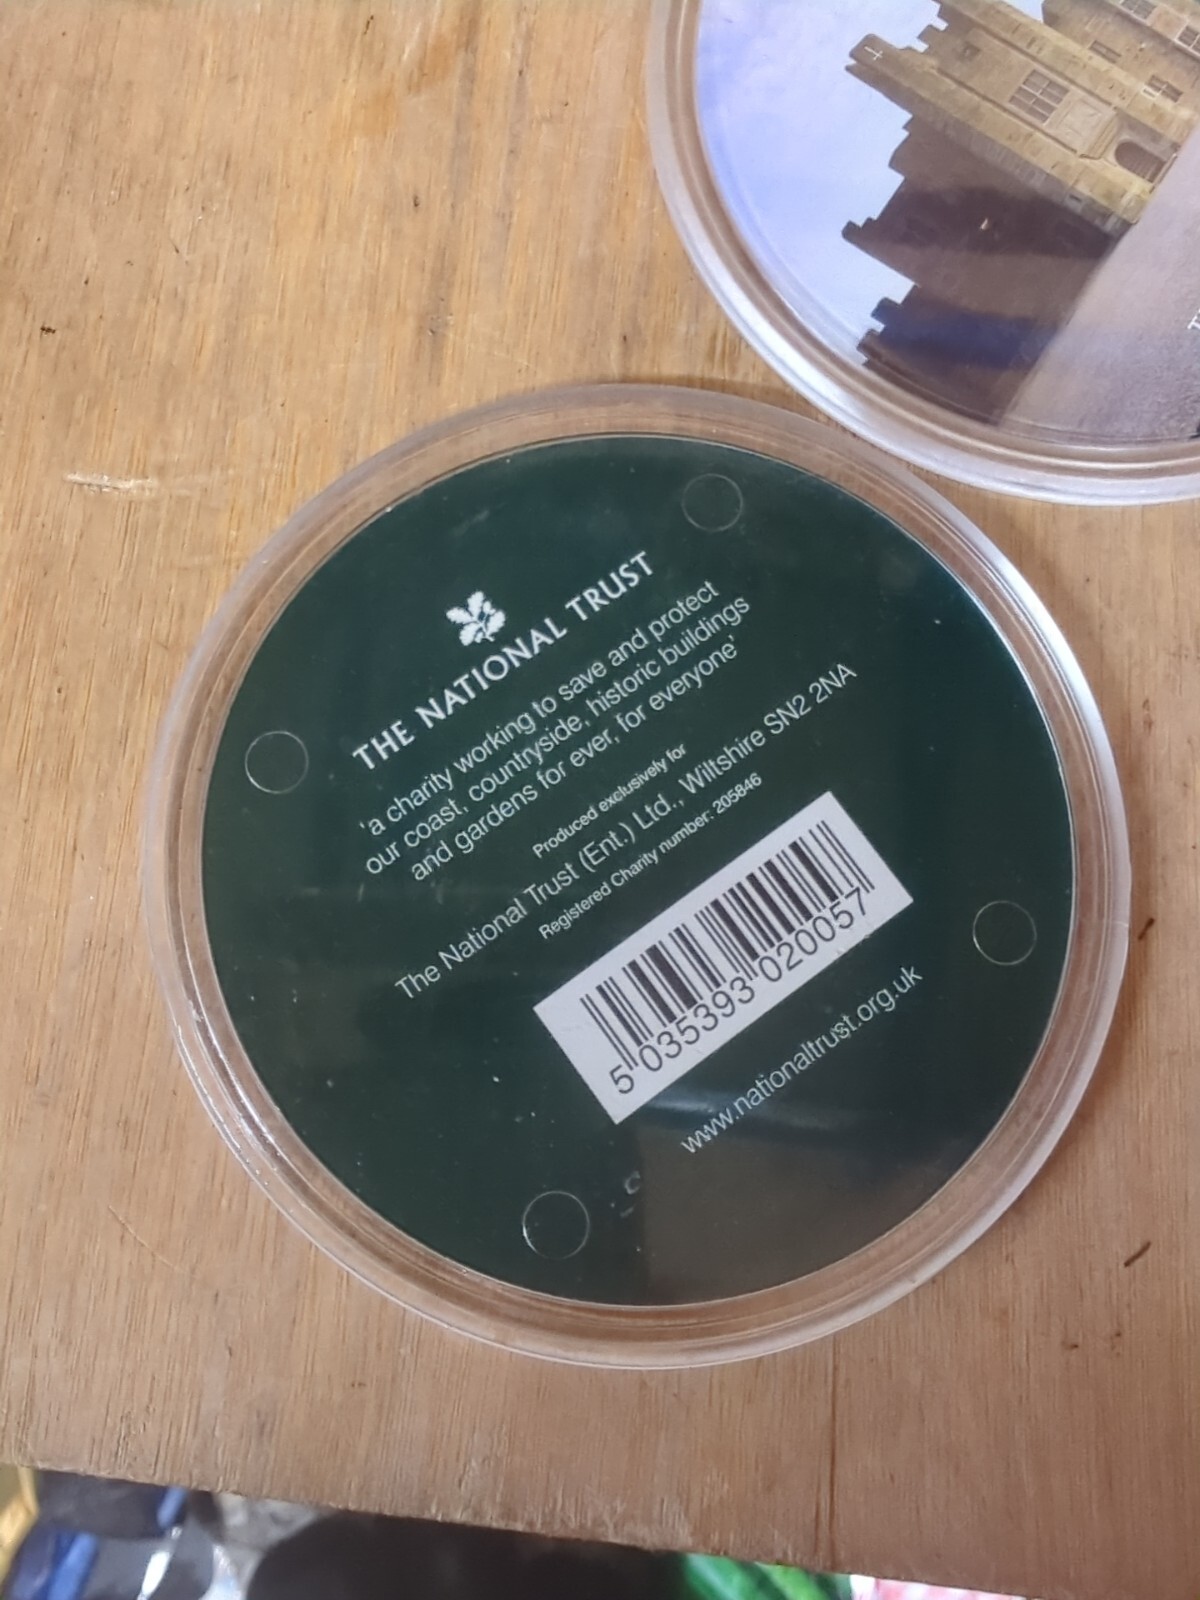 THE NATIONAL TRUST
'a charity working to save and protect
our coast, countryside, historic buildings
and gardens for ever, for everyone'
Produced exclusively for
The National Trust (Ent.) Ltd., Wiltshire SN2 2NA
Registered Charity number: 205846
5 035393 020057
www.nationaltrust.org.uk